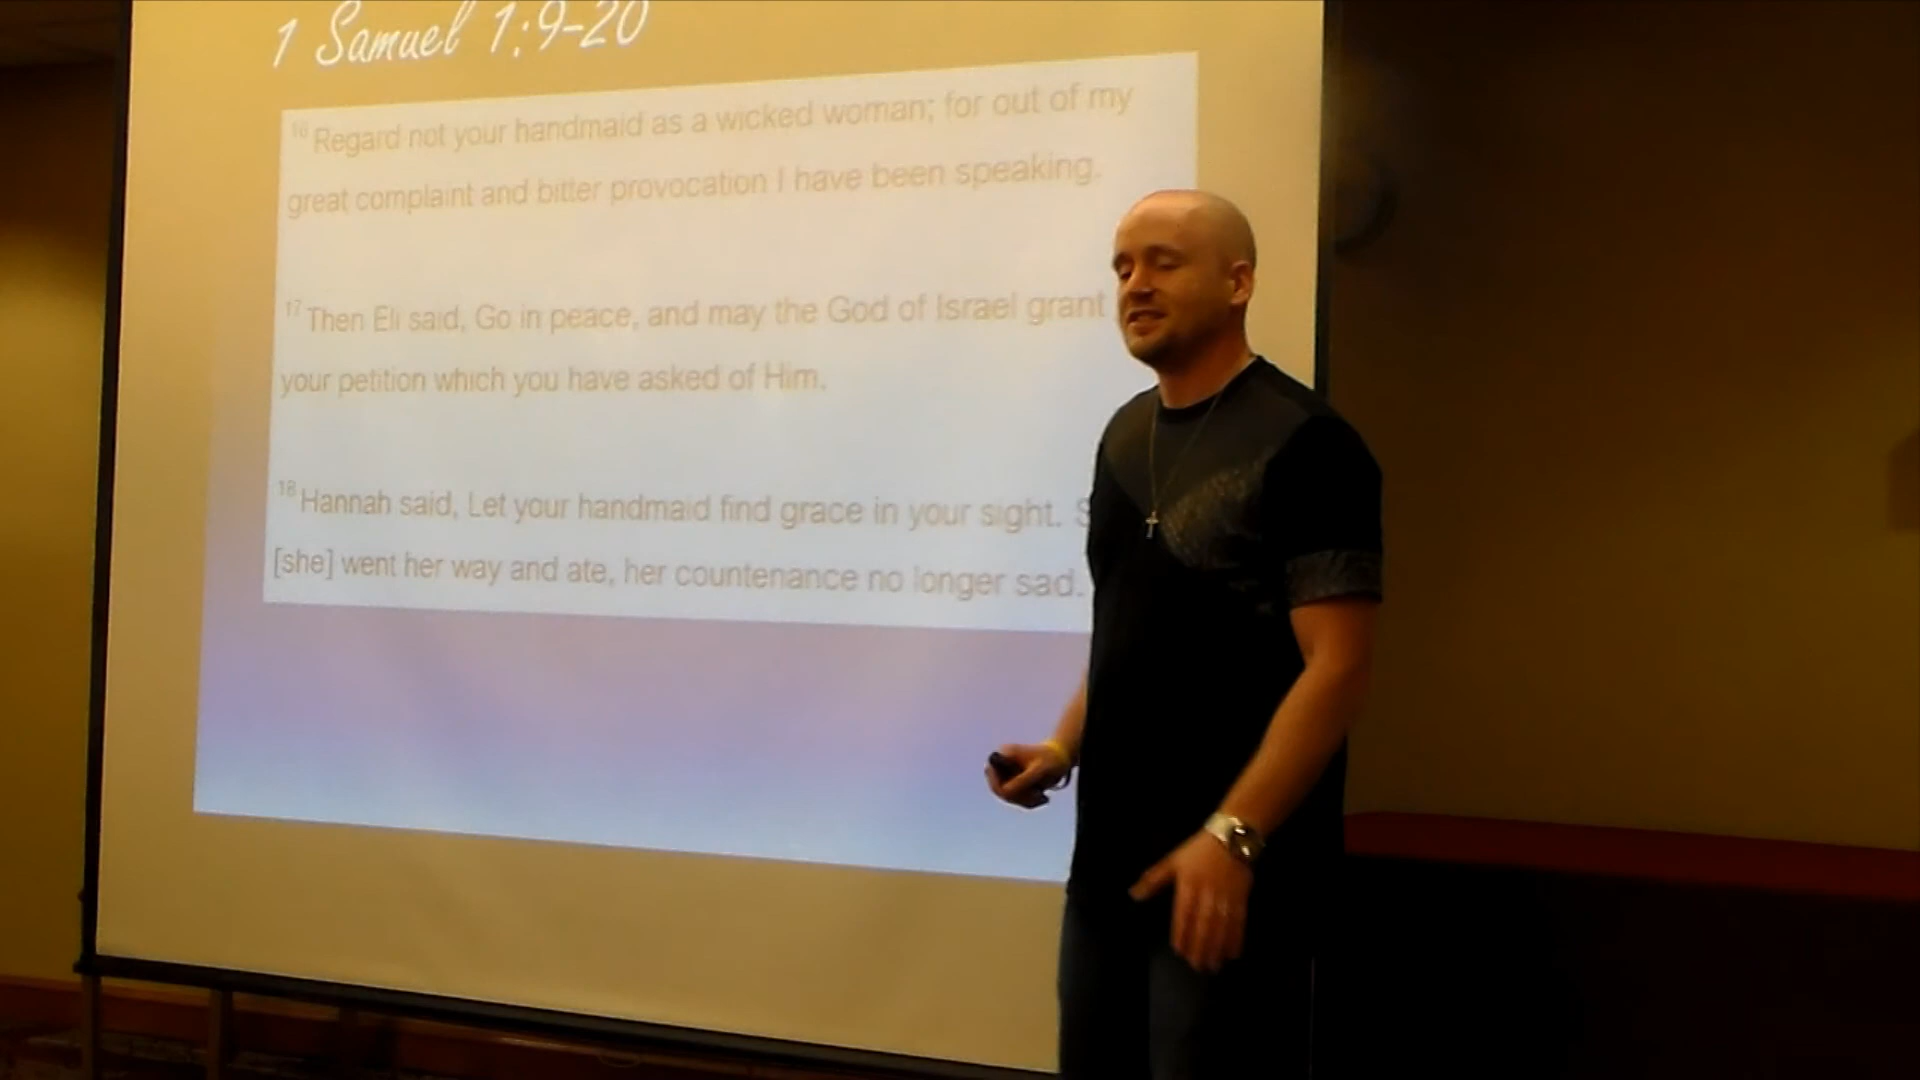 1 Samuel 1:9-20
16 Regard not your handmaid as a wicked woman; for out of my
great complaint and bitter provocation I have been speaking.
17 Then Eli said, Go in peace, and may the God of Israel grant
your petition which you have asked of Him.
18 Hannah said, Let your handmaid find grace in your sight. S
[she] went her way and ate, her countenance no longer sad.